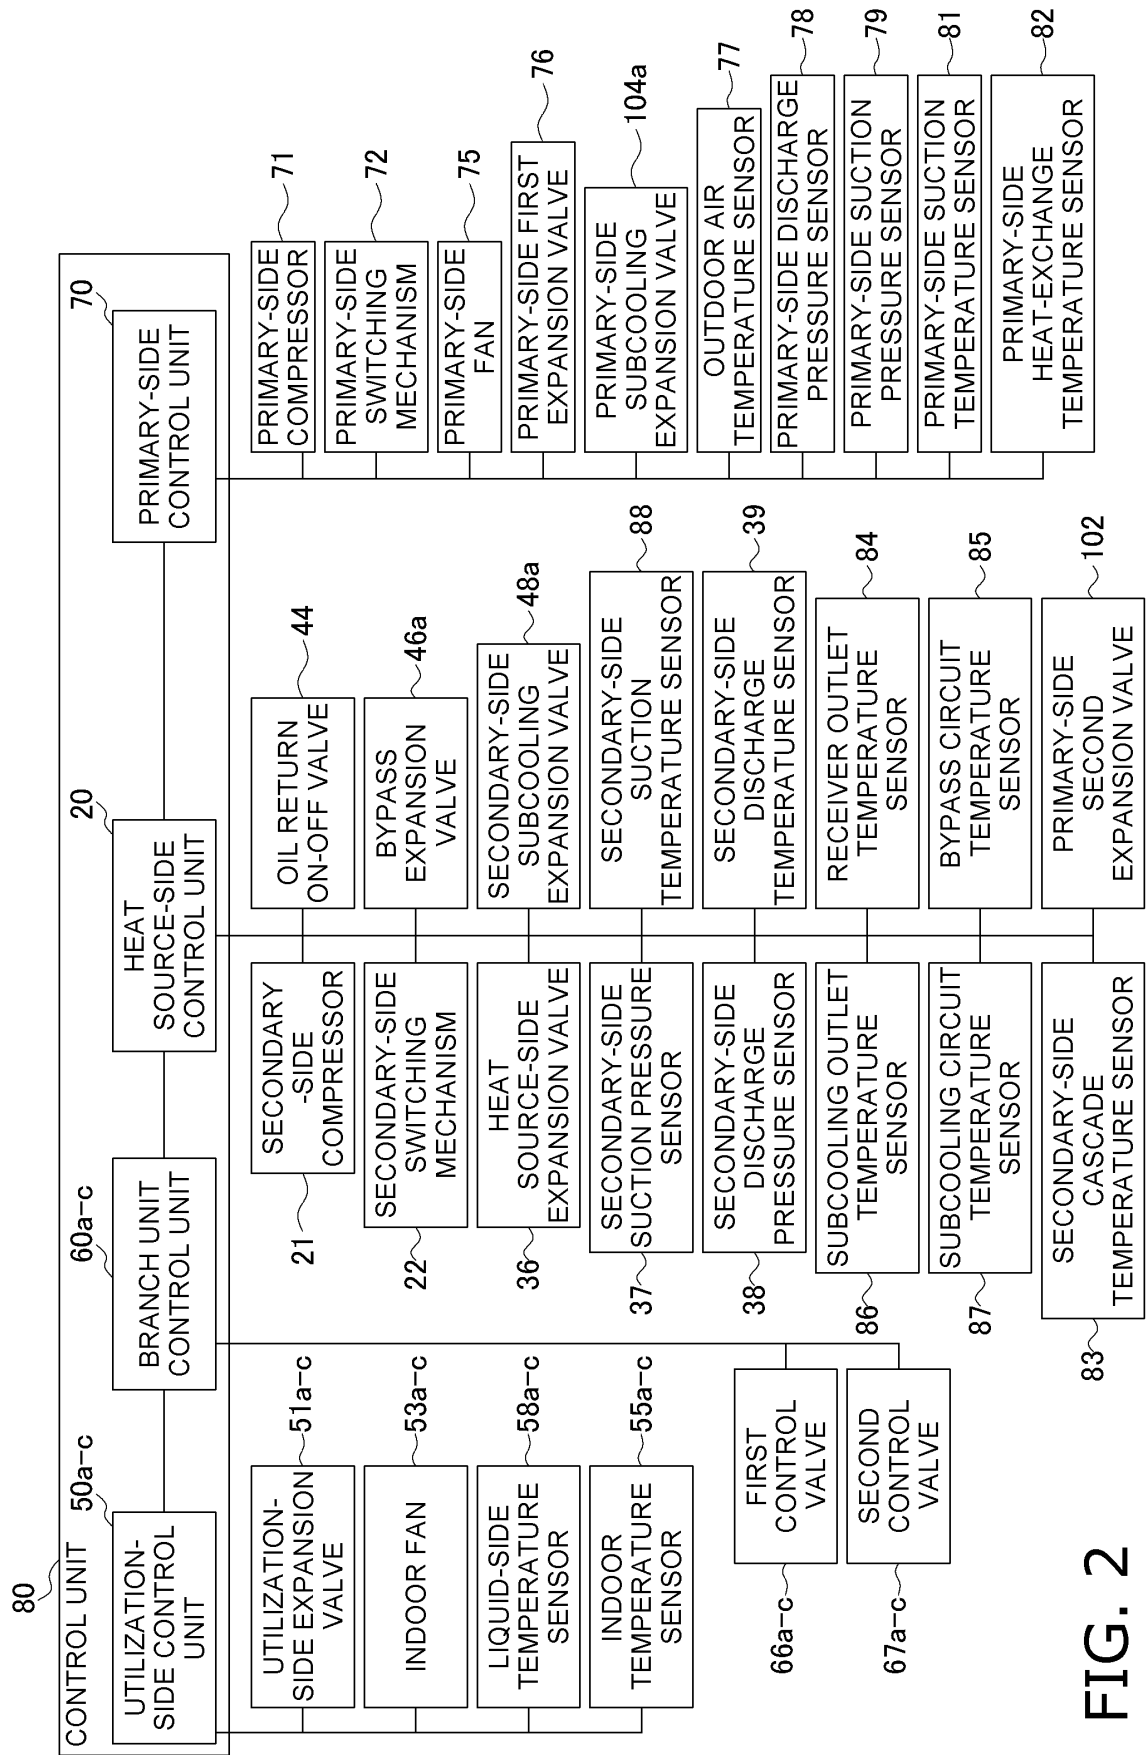 80
CONTROL UNIT
50a-c
UTILIZATION-
SIDE CONTROL
UNIT
60a-c
BRANCH UNIT
CONTROL UNIT
20
HEAT
SOURCE-SIDE
CONTROL UNIT
70
PRIMARY-SIDE
CONTROL UNIT
UTILIZATION-
SIDE EXPANSION
VALVE
51a-c
INDOOR FAN
53a-c
LIQUID-SIDE
TEMPERATURE
SENSOR
58a-c
INDOOR
TEMPERATURE
SENSOR
55a-c
66a-c
FIRST
CONTROL
VALVE
67a-c
SECOND
CONTROL
VALVE
21
SECONDARY
-SIDE
COMPRESSOR
22
SECONDARY-SIDE
SWITCHING
MECHANISM
36
HEAT
SOURCE-SIDE
EXPANSION VALVE
37
SECONDARY-SIDE
SUCTION PRESSURE
SENSOR
38
SECONDARY-SIDE
DISCHARGE
PRESSURE SENSOR
86
SUBCOOLING OUTLET
TEMPERATURE
SENSOR
87
SUBCOOLING CIRCUIT
TEMPERATURE
SENSOR
83
SECONDARY-SIDE
CASCADE
TEMPERATURE SENSOR
OIL RETURN
ON-OFF VALVE
44
BYPASS
EXPANSION
VALVE
46a
SECONDARY-SIDE
SUBCOOLING
EXPANSION VALVE
48a
SECONDARY-SIDE
SUCTION
TEMPERATURE SENSOR
88
SECONDARY-SIDE
DISCHARGE
TEMPERATURE SENSOR
39
RECEIVER OUTLET
TEMPERATURE
SENSOR
84
BYPASS CIRCUIT
TEMPERATURE
SENSOR
85
PRIMARY-SIDE
SECOND
EXPANSION VALVE
102
PRIMARY-SIDE
COMPRESSOR
71
PRIMARY-SIDE
SWITCHING
MECHANISM
72
PRIMARY-SIDE
FAN
75
PRIMARY-SIDE FIRST
EXPANSION VALVE
76
PRIMARY-SIDE
SUBCOOLING
EXPANSION VALVE
104a
OUTDOOR AIR
TEMPERATURE SENSOR
77
PRIMARY-SIDE DISCHARGE
PRESSURE SENSOR
78
PRIMARY-SIDE SUCTION
PRESSURE SENSOR
79
PRIMARY-SIDE SUCTION
TEMPERATURE SENSOR
81
PRIMARY-SIDE
HEAT-EXCHANGE
TEMPERATURE SENSOR
82
FIG. 2